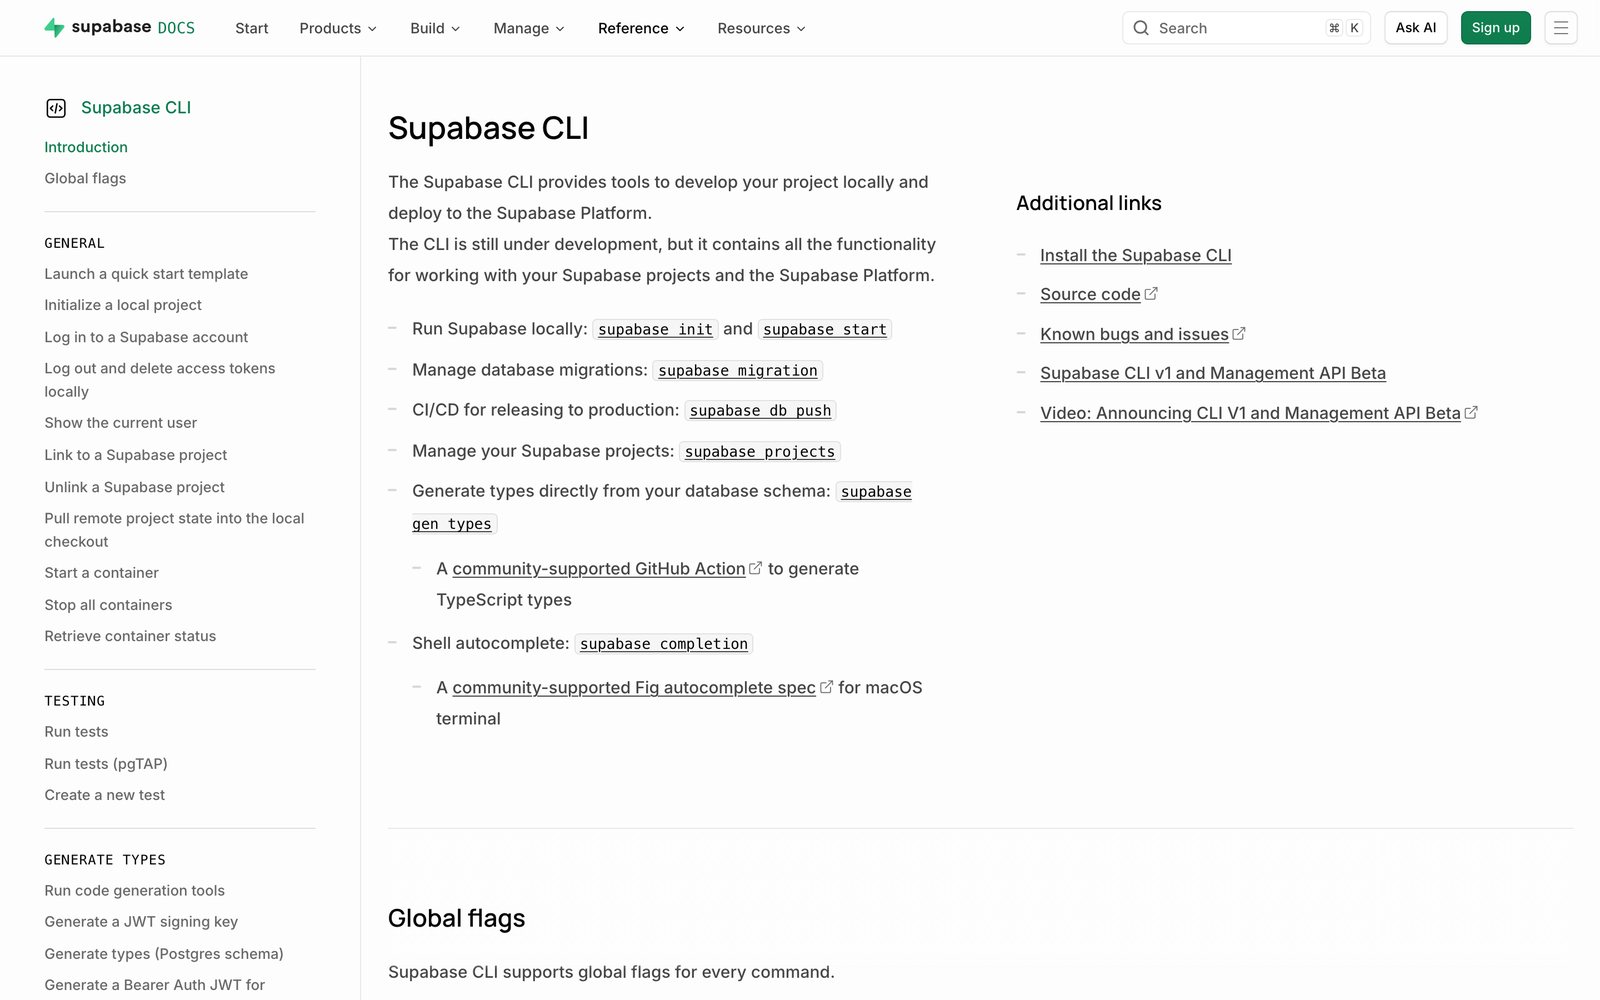 supabase DOCS
Start
Products
Build
Manage
Reference
Resources
Search
⌘ K
Ask AI
Sign up
Supabase CLI
Introduction
Global flags
GENERAL
Launch a quick start template
Initialize a local project
Log in to a Supabase account
Log out and delete access tokens
locally
Show the current user
Link to a Supabase project
Unlink a Supabase project
Pull remote project state into the local
checkout
Start a container
Stop all containers
Retrieve container status
TESTING
Run tests
Run tests (pgTAP)
Create a new test
GENERATE TYPES
Run code generation tools
Generate a JWT signing key
Generate types (Postgres schema)
Generate a Bearer Auth JWT for
Supabase CLI
The Supabase CLI provides tools to develop your project locally and
deploy to the Supabase Platform.
The CLI is still under development, but it contains all the functionality
for working with your Supabase projects and the Supabase Platform.
Run Supabase locally: supabase init and supabase start
Manage database migrations: supabase migration
CI/CD for releasing to production: supabase db push
Manage your Supabase projects: supabase projects
Generate types directly from your database schema: supabase
gen types
A community-supported GitHub Action to generate
TypeScript types
Shell autocomplete: supabase completion
A community-supported Fig autocomplete spec for macOS
terminal
Additional links
Install the Supabase CLI
Source code
Known bugs and issues
Supabase CLI v1 and Management API Beta
Video: Announcing CLI V1 and Management API Beta
Global flags
Supabase CLI supports global flags for every command.